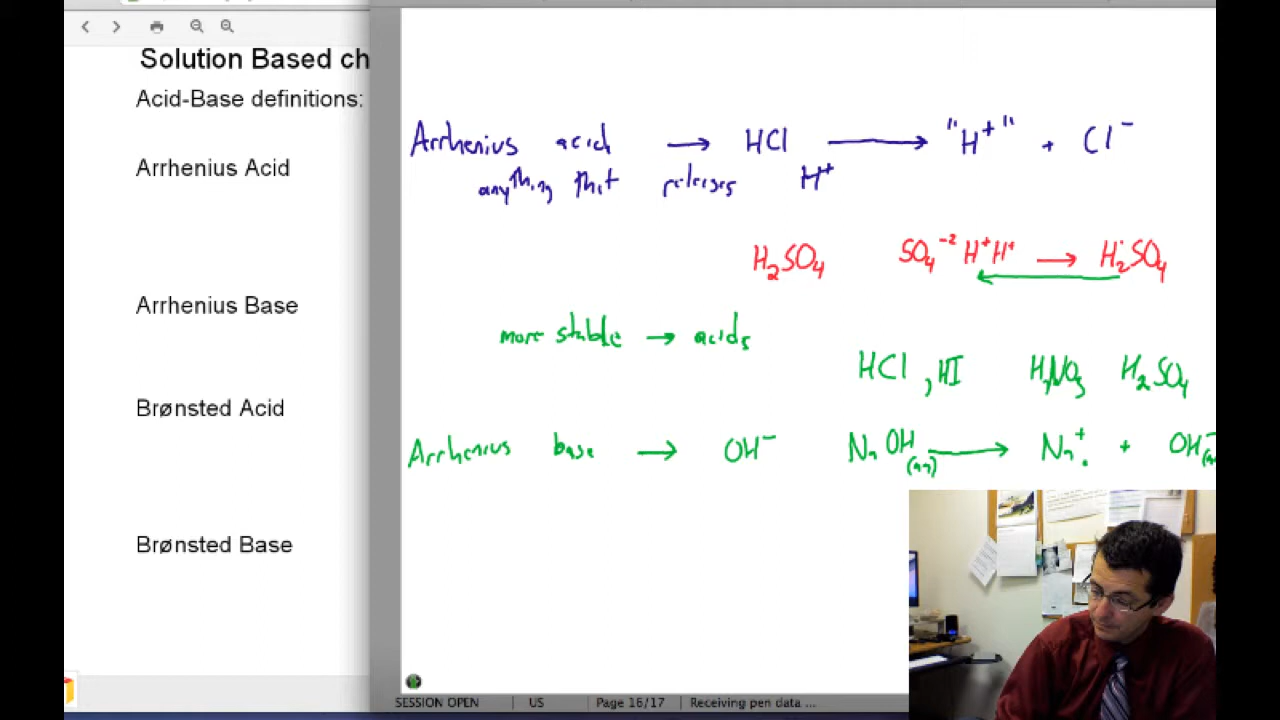 Solution Based ch
Acid-Base definitions:
Arrhenius Acid
Arrhenius Base
Brønsted Acid
Brønsted Base
Arrhenius acid → HCl → "H⁺" + Cl⁻
anything that releases H⁺
H₂SO₄ SO₄⁻² H⁺H⁺ → H₂SO₄
more stable → acids
HCl, HI HNO₃ H₂SO₄
Arrhenius base → OH⁻ NaOH(aq) → Na⁺ + OH⁻
SESSION OPEN US Page 16/17 Receiving pen data ...